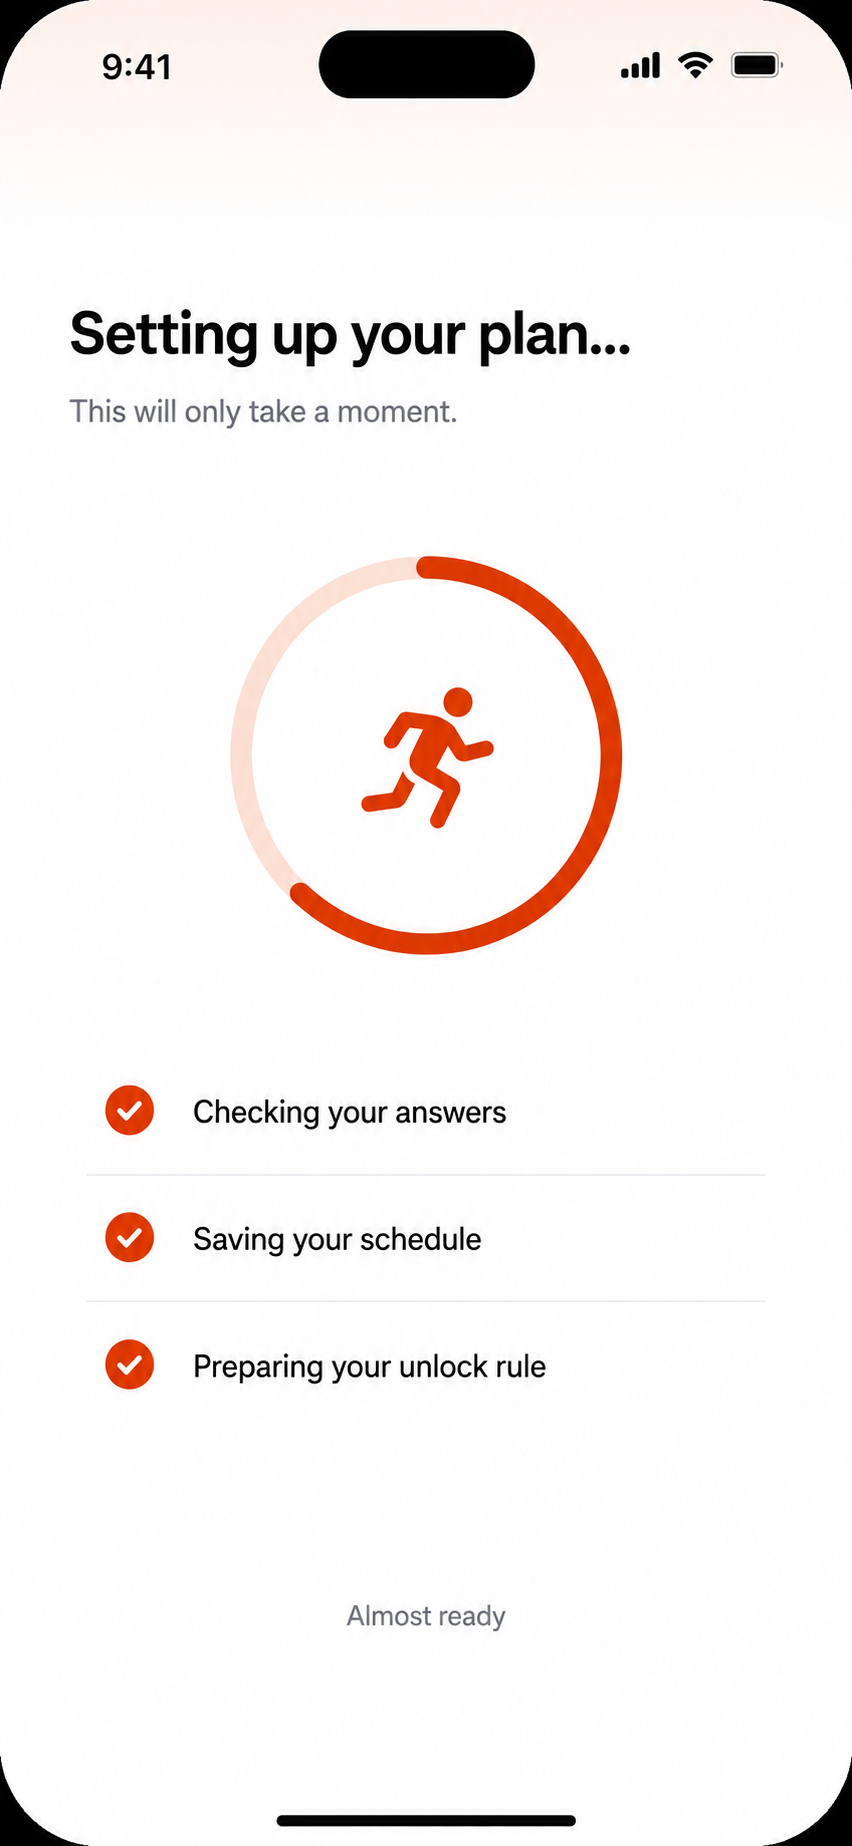 9:41
Setting up your plan...
This will only take a moment.
Checking your answers
Saving your schedule
Preparing your unlock rule
Almost ready